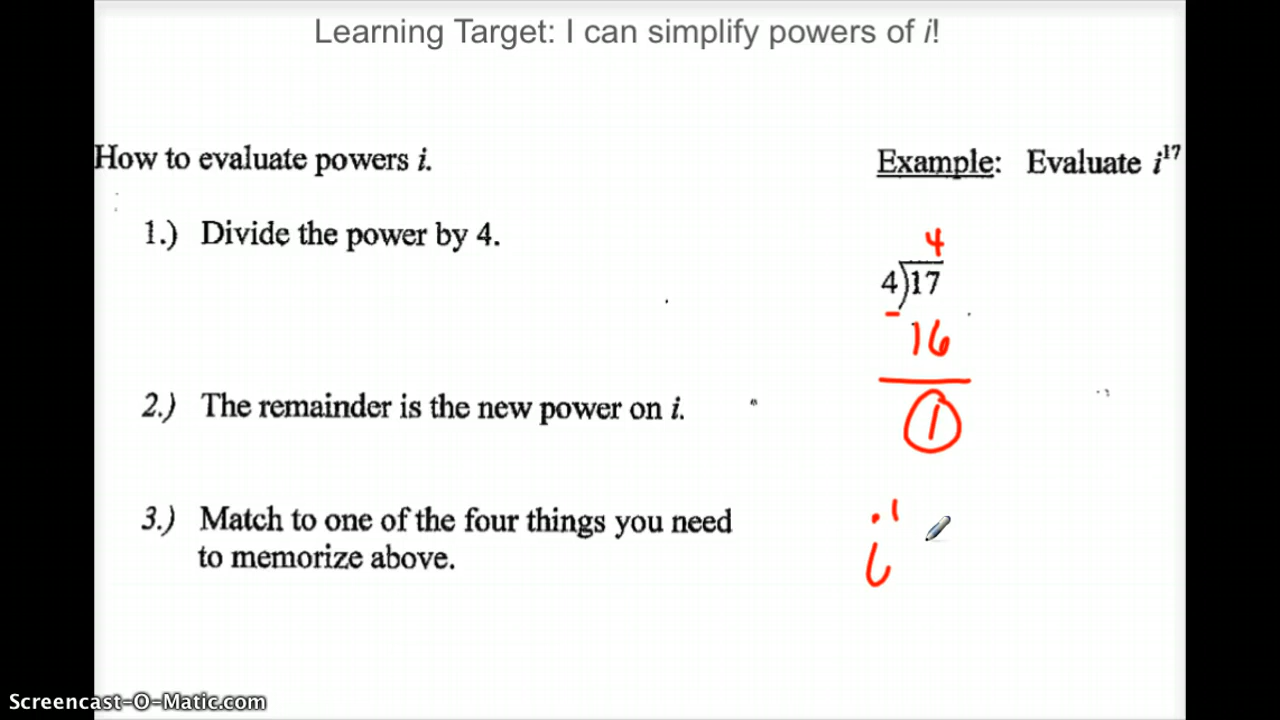 Learning Target: I can simplify powers of i!
How to evaluate powers i.
Example: Evaluate i¹⁷
1.) Divide the power by 4.
4
4)17
- 16
1
2.) The remainder is the new power on i.
3.) Match to one of the four things you need
to memorize above.
i¹
Screencast-O-Matic.com